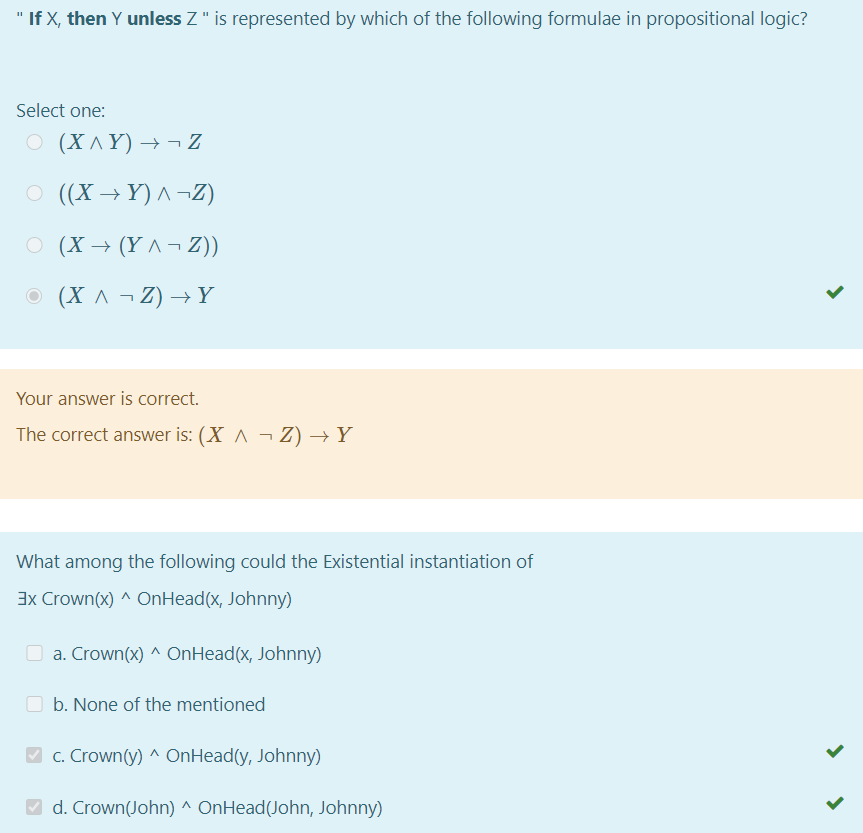 " If X, then Y unless Z " is represented by which of the following formulae in propositional logic?
Select one:
(X ∧ Y) → ¬ Z
((X → Y) ∧ ¬Z)
(X → (Y ∧ ¬ Z))
(X ∧ ¬ Z) → Y
Your answer is correct.
The correct answer is: (X ∧ ¬ Z) → Y
What among the following could the Existential instantiation of
∃x Crown(x) ^ OnHead(x, Johnny)
a. Crown(x) ^ OnHead(x, Johnny)
b. None of the mentioned
c. Crown(y) ^ OnHead(y, Johnny)
d. Crown(John) ^ OnHead(John, Johnny)